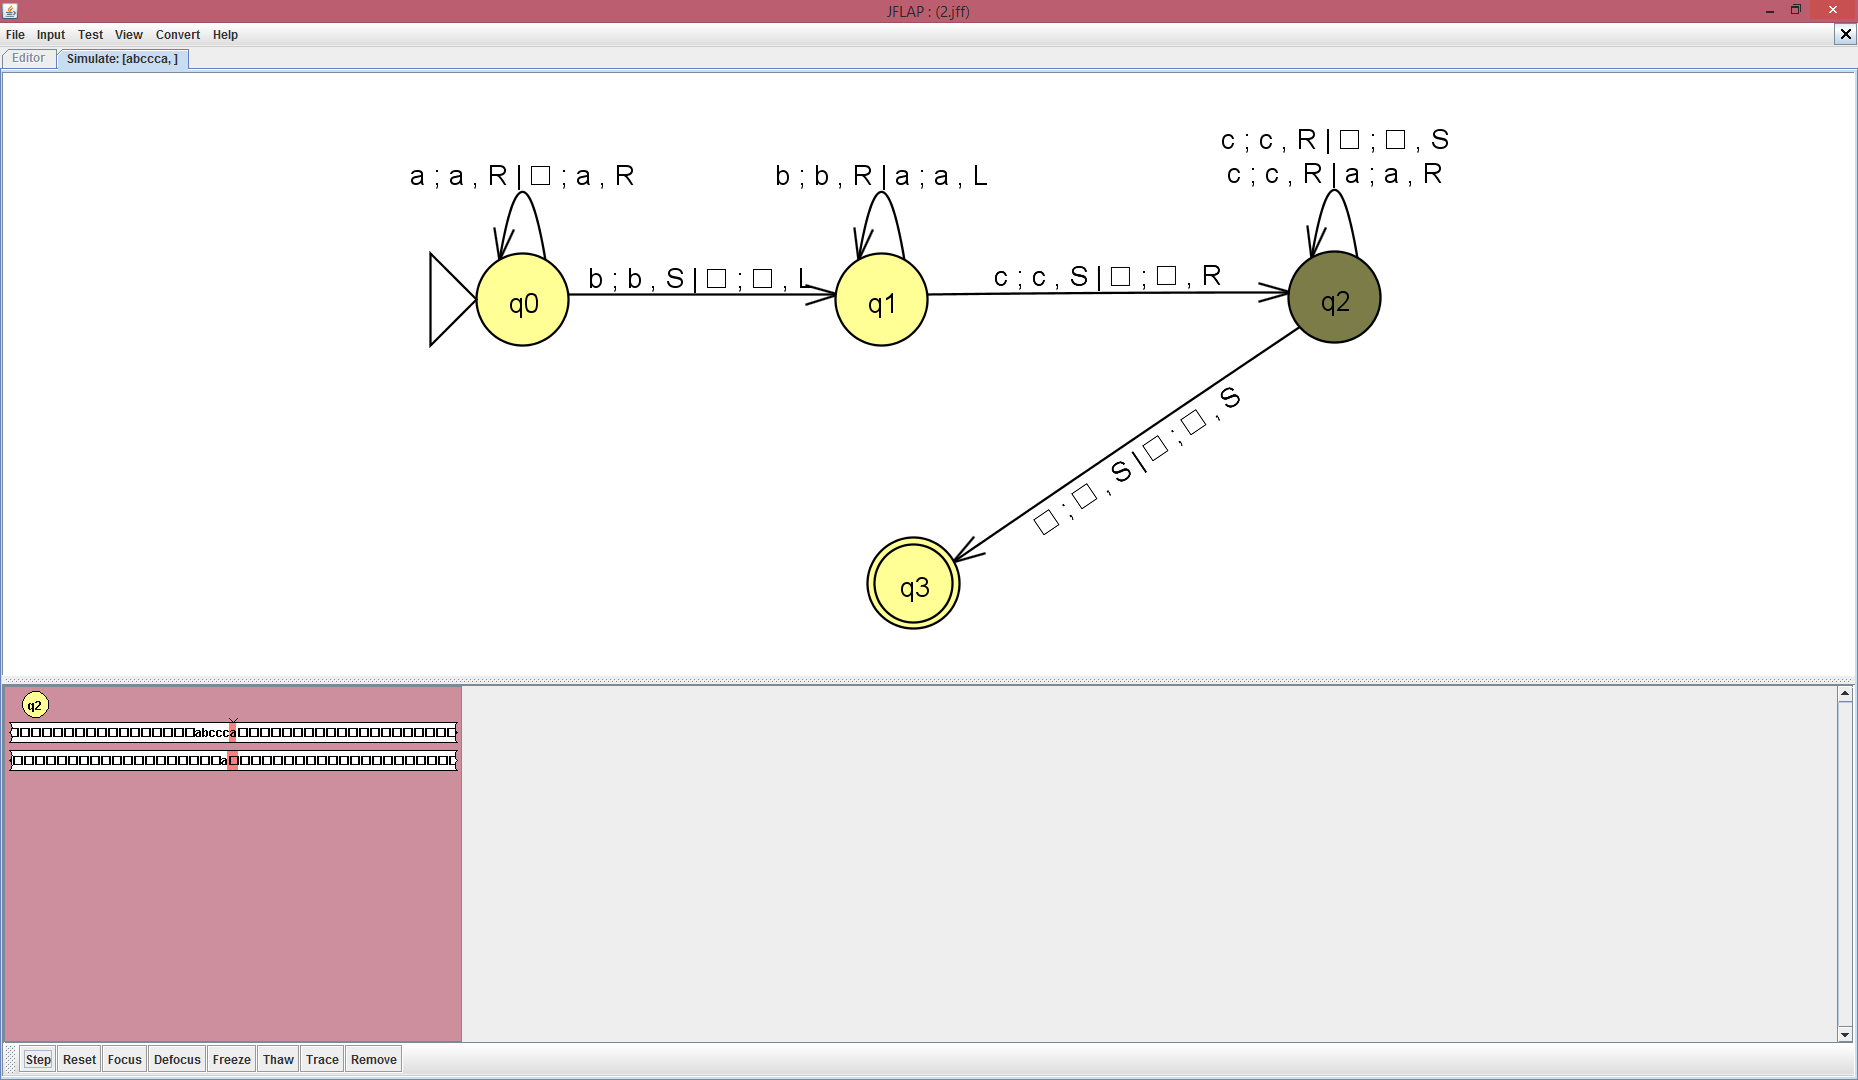 JFLAP : (2.jff)
File Input Test View Convert Help
Editor Simulate: [abccca, ]
c ; c , R | □ ; □ , S
a ; a , R | □ ; a , R b ; b , R | a ; a , L c ; c , R | a ; a , R
b ; b , S | □ ; □ , L c ; c , S | □ ; □ , R
q0 q1 q2
□ ; □ , S | □ ; □ , S
q3
q2
abccca
a
Step Reset Focus Defocus Freeze Thaw Trace Remove